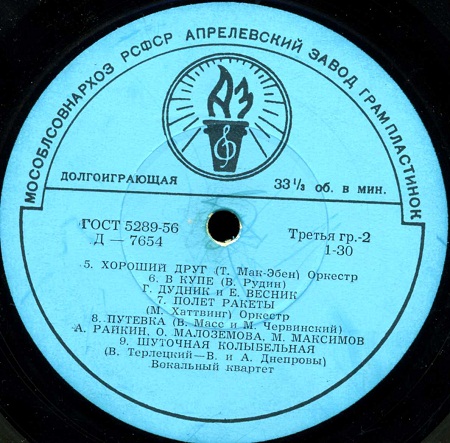 МОСОБЛСОВНАРХОЗ РСФСР АПРЕЛЕВСКИЙ ЗАВОД ГРАМПЛАСТИНОК
АЗ
ДОЛГОИГРАЮЩАЯ 33 1/3 об. в мин.
ГОСТ 5289-56 Третья гр.-2
Д — 7654 1-30
5. ХОРОШИЙ ДРУГ (Т. Мак-Эбен) Оркестр
6. В КУПЕ (В. Рудин)
Г. ДУДНИК и Е. ВЕСНИК
7. ПОЛЕТ РАКЕТЫ
(М. Хаттвинг) Оркестр
8. ПУТЕВКА (В. Масс и М. Червинский)
А. РАЙКИН, О. МАЛОЗЕМОВА, М. МАКСИМОВ
9. ШУТОЧНАЯ КОЛЫБЕЛЬНАЯ
(В. Терлецкий—В. и А. Днепровы)
Вокальный квартет